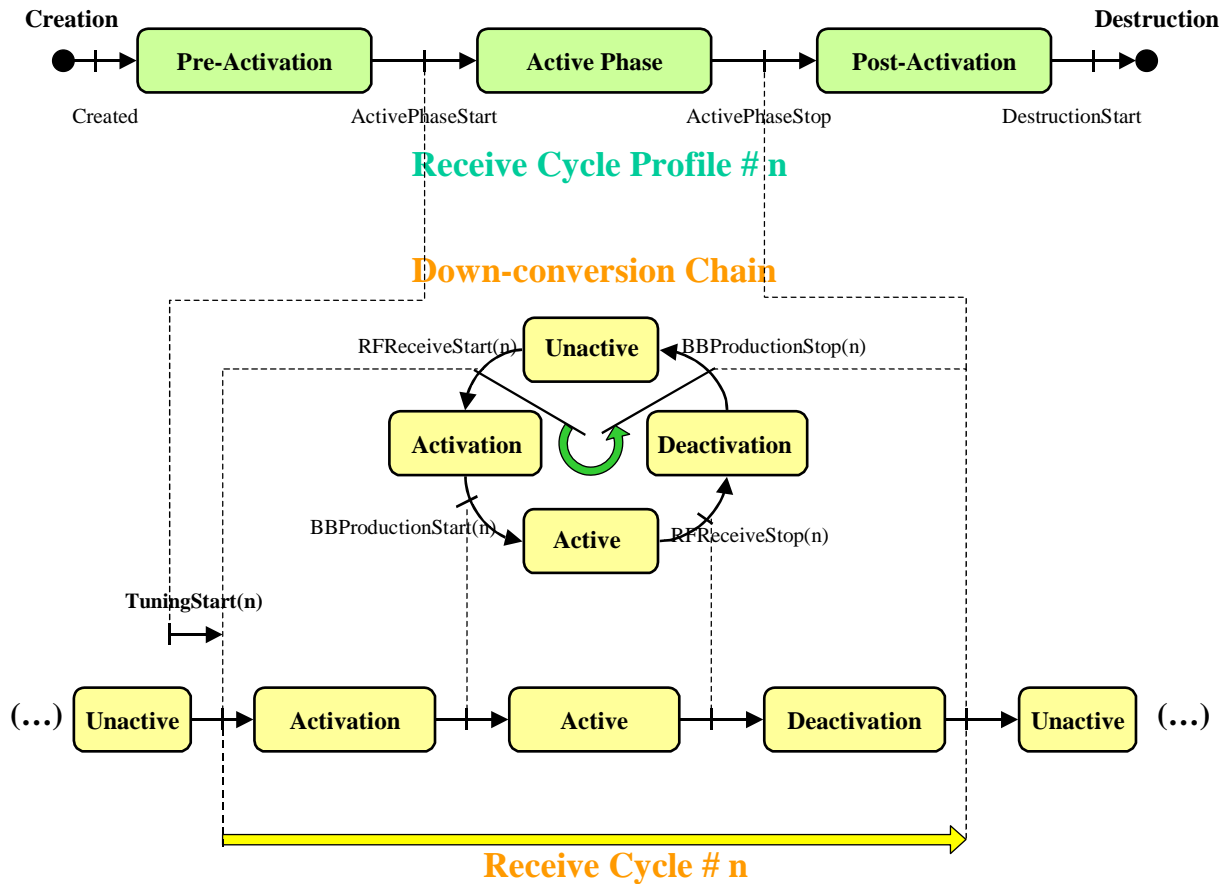 Creation
Destruction
Pre-Activation
Active Phase
Post-Activation
Created
ActivePhaseStart
ActivePhaseStop
DestructionStart
Receive Cycle Profile # n
Down-conversion Chain
RFReceiveStart(n)
Unactive
BBProductionStop(n)
Activation
Deactivation
BBProductionStart(n)
Active
RFReceiveStop(n)
TuningStart(n)
(…)
Unactive
Activation
Active
Deactivation
Unactive
(…)
Receive Cycle # n